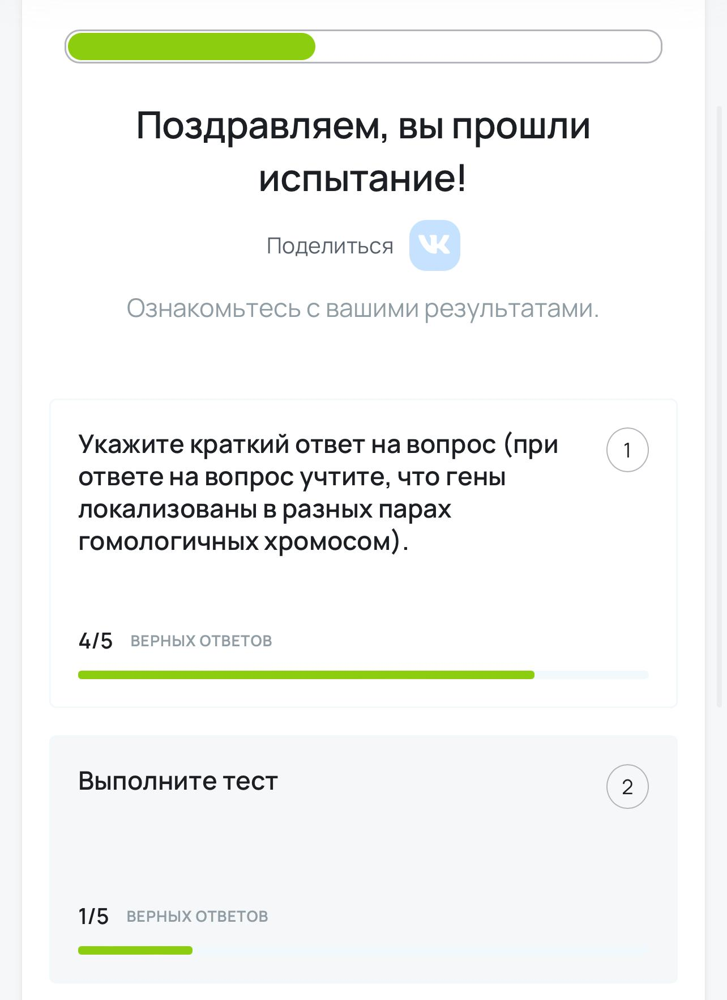 Поздравляем, вы прошли
испытание!
Поделиться
Ознакомьтесь с вашими результатами.
Укажите краткий ответ на вопрос (при
ответе на вопрос учтите, что гены
локализованы в разных парах
гомологичных хромосом).
1
4/5 ВЕРНЫХ ОТВЕТОВ
Выполните тест
2
1/5 ВЕРНЫХ ОТВЕТОВ